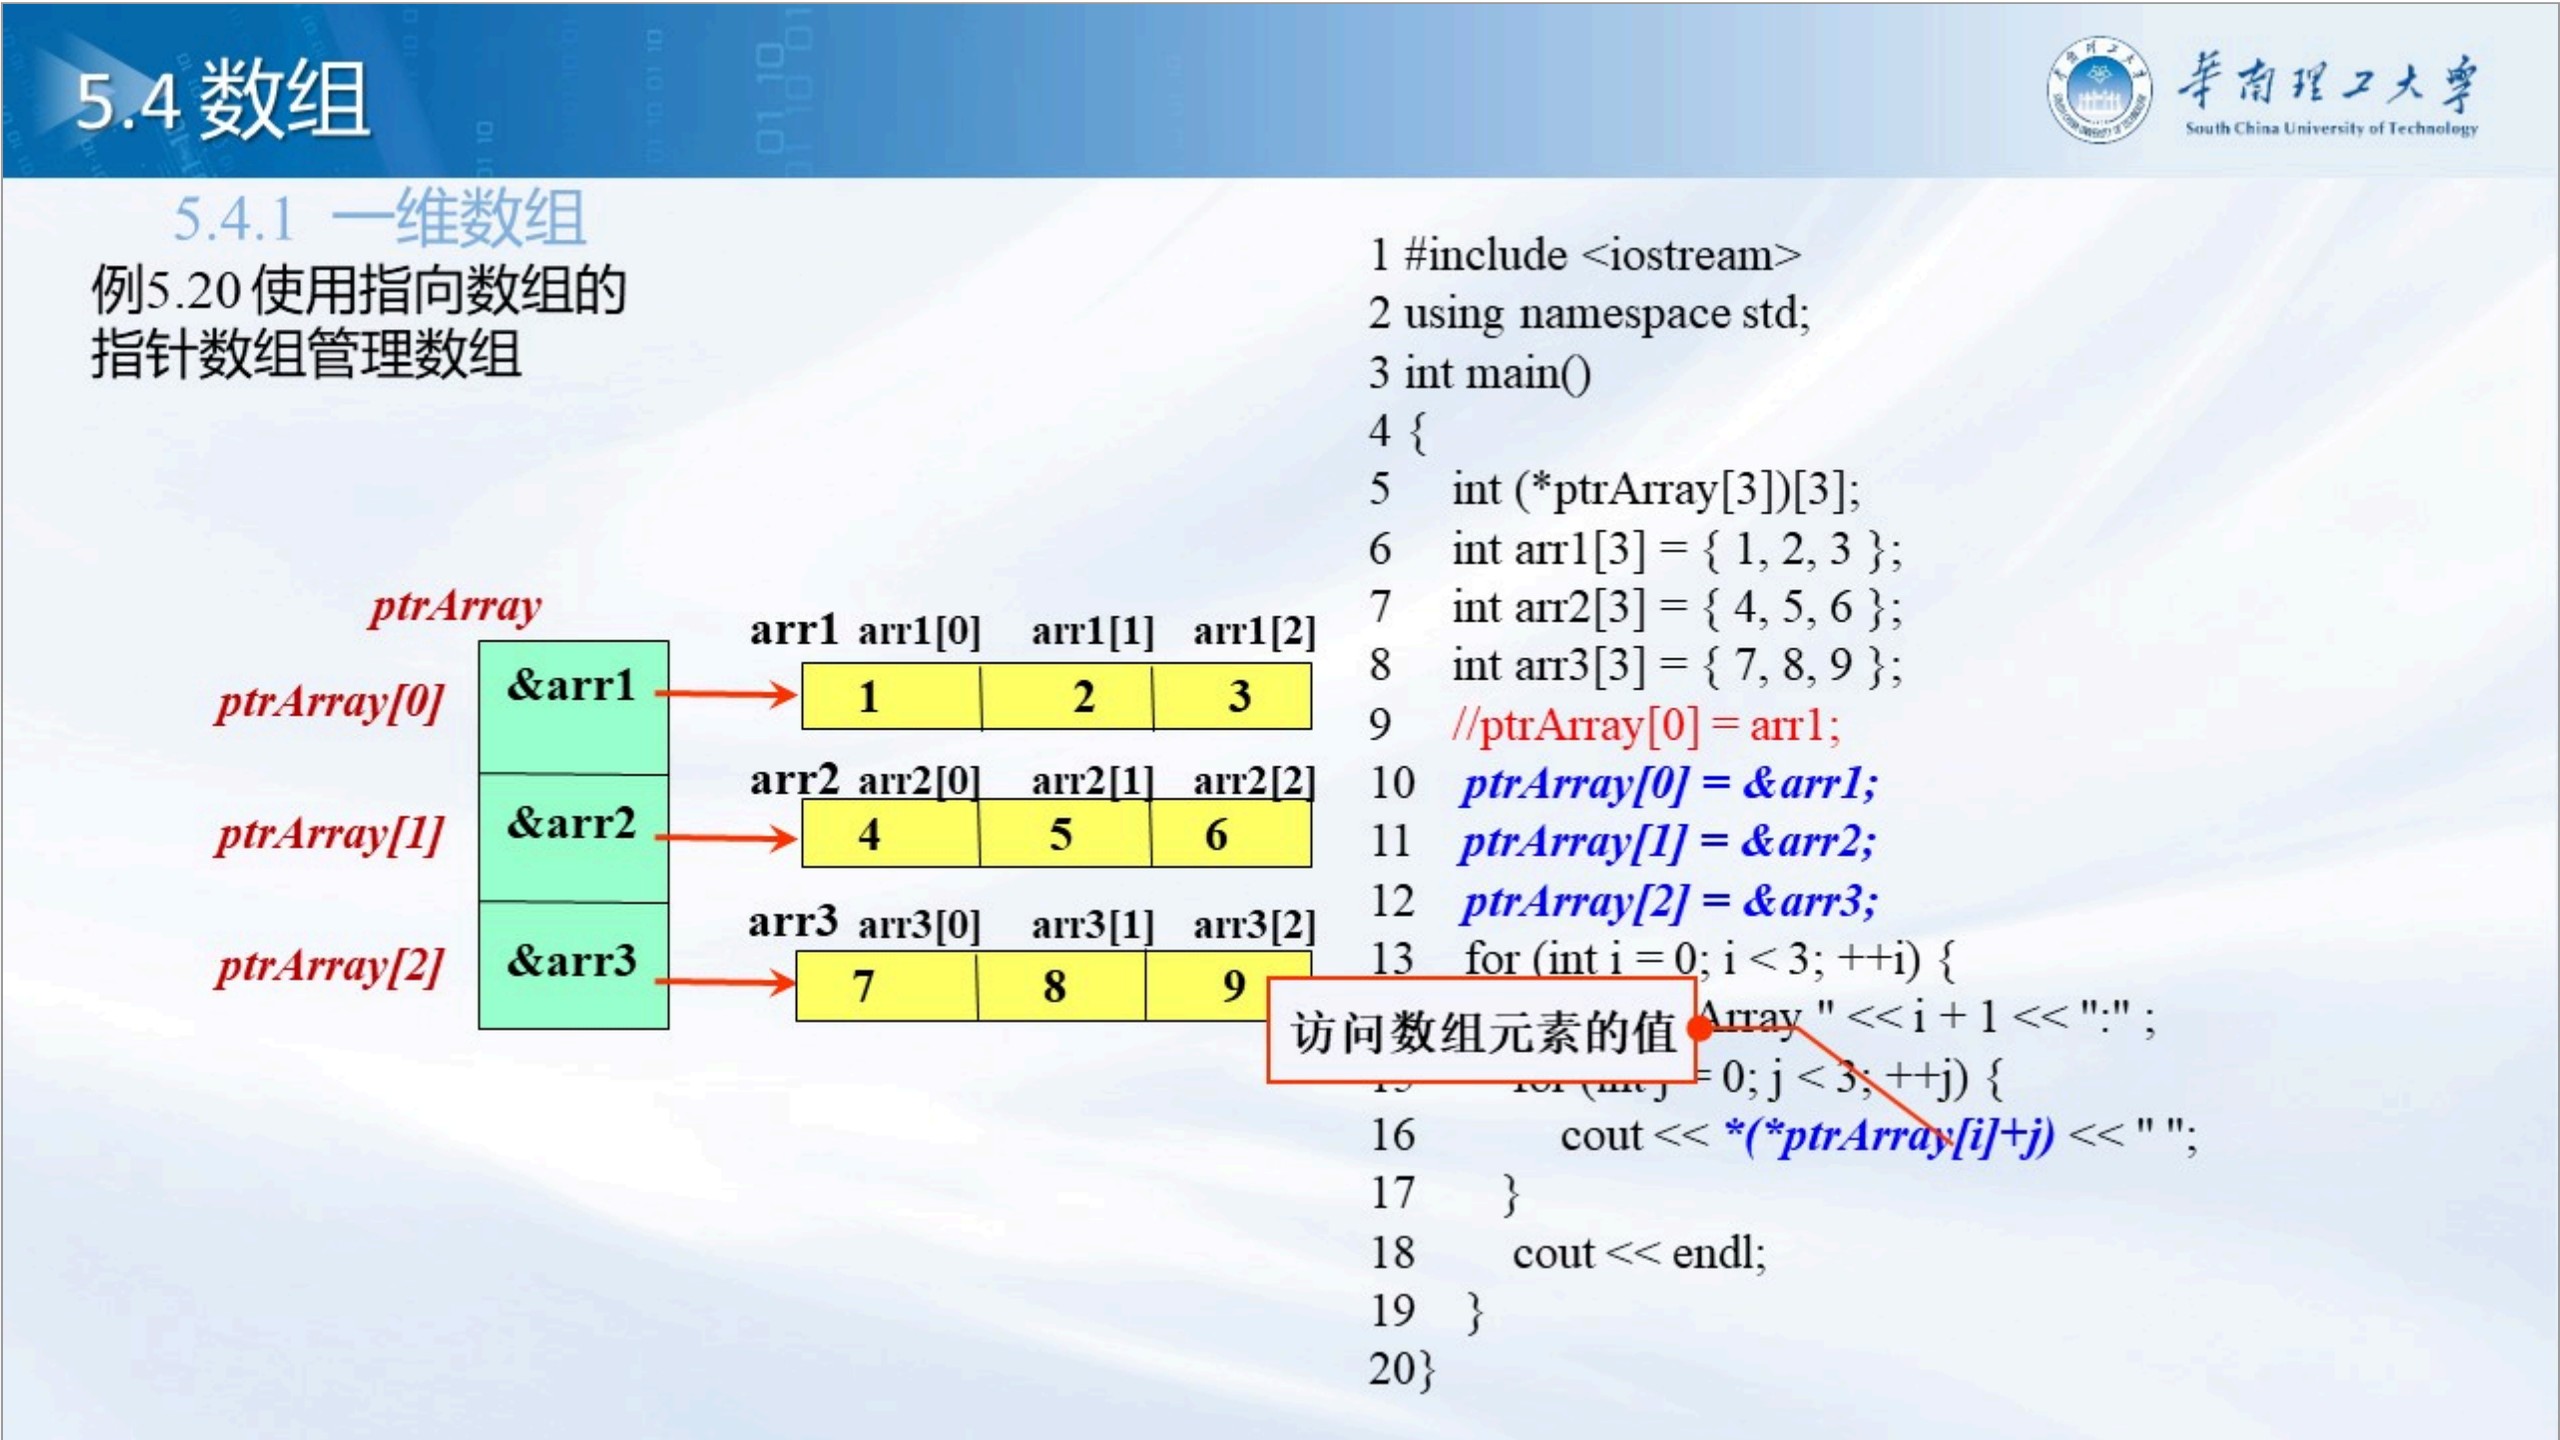 5.4 数组
华南理工大学
South China University of Technology
5.4.1 一维数组
例5.20 使用指向数组的
指针数组管理数组
ptrArray
ptrArray[0]
&arr1
ptrArray[1]
&arr2
ptrArray[2]
&arr3
arr1 arr1[0] arr1[1] arr1[2]
1 2 3
arr2 arr2[0] arr2[1] arr2[2]
4 5 6
arr3 arr3[0] arr3[1] arr3[2]
7 8 9
1 #include <iostream>
2 using namespace std;
3 int main()
4 {
5 int (*ptrArray[3])[3];
6 int arr1[3] = { 1, 2, 3 };
7 int arr2[3] = { 4, 5, 6 };
8 int arr3[3] = { 7, 8, 9 };
9 //ptrArray[0] = arr1;
10 ptrArray[0] = &arr1;
11 ptrArray[1] = &arr2;
12 ptrArray[2] = &arr3;
13 for (int i = 0; i < 3; ++i) {
访问数组元素的值
Array " << i + 1 << ":" ;
15 for (int j = 0; j < 3; ++j) {
16 cout << *(*ptrArray[i]+j) << " ";
17 }
18 cout << endl;
19 }
20}